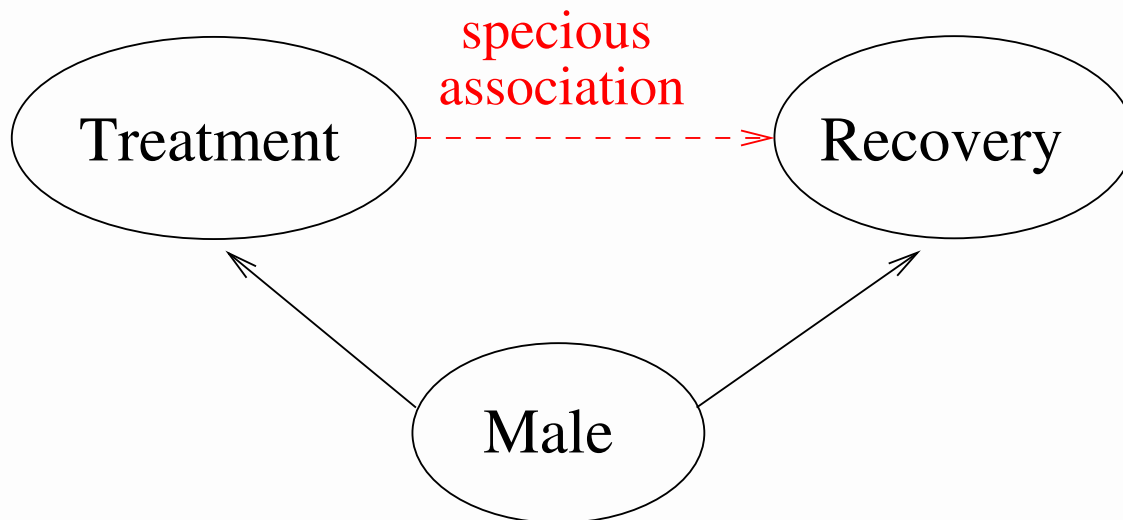 specious
association
Treatment
Recovery
Male